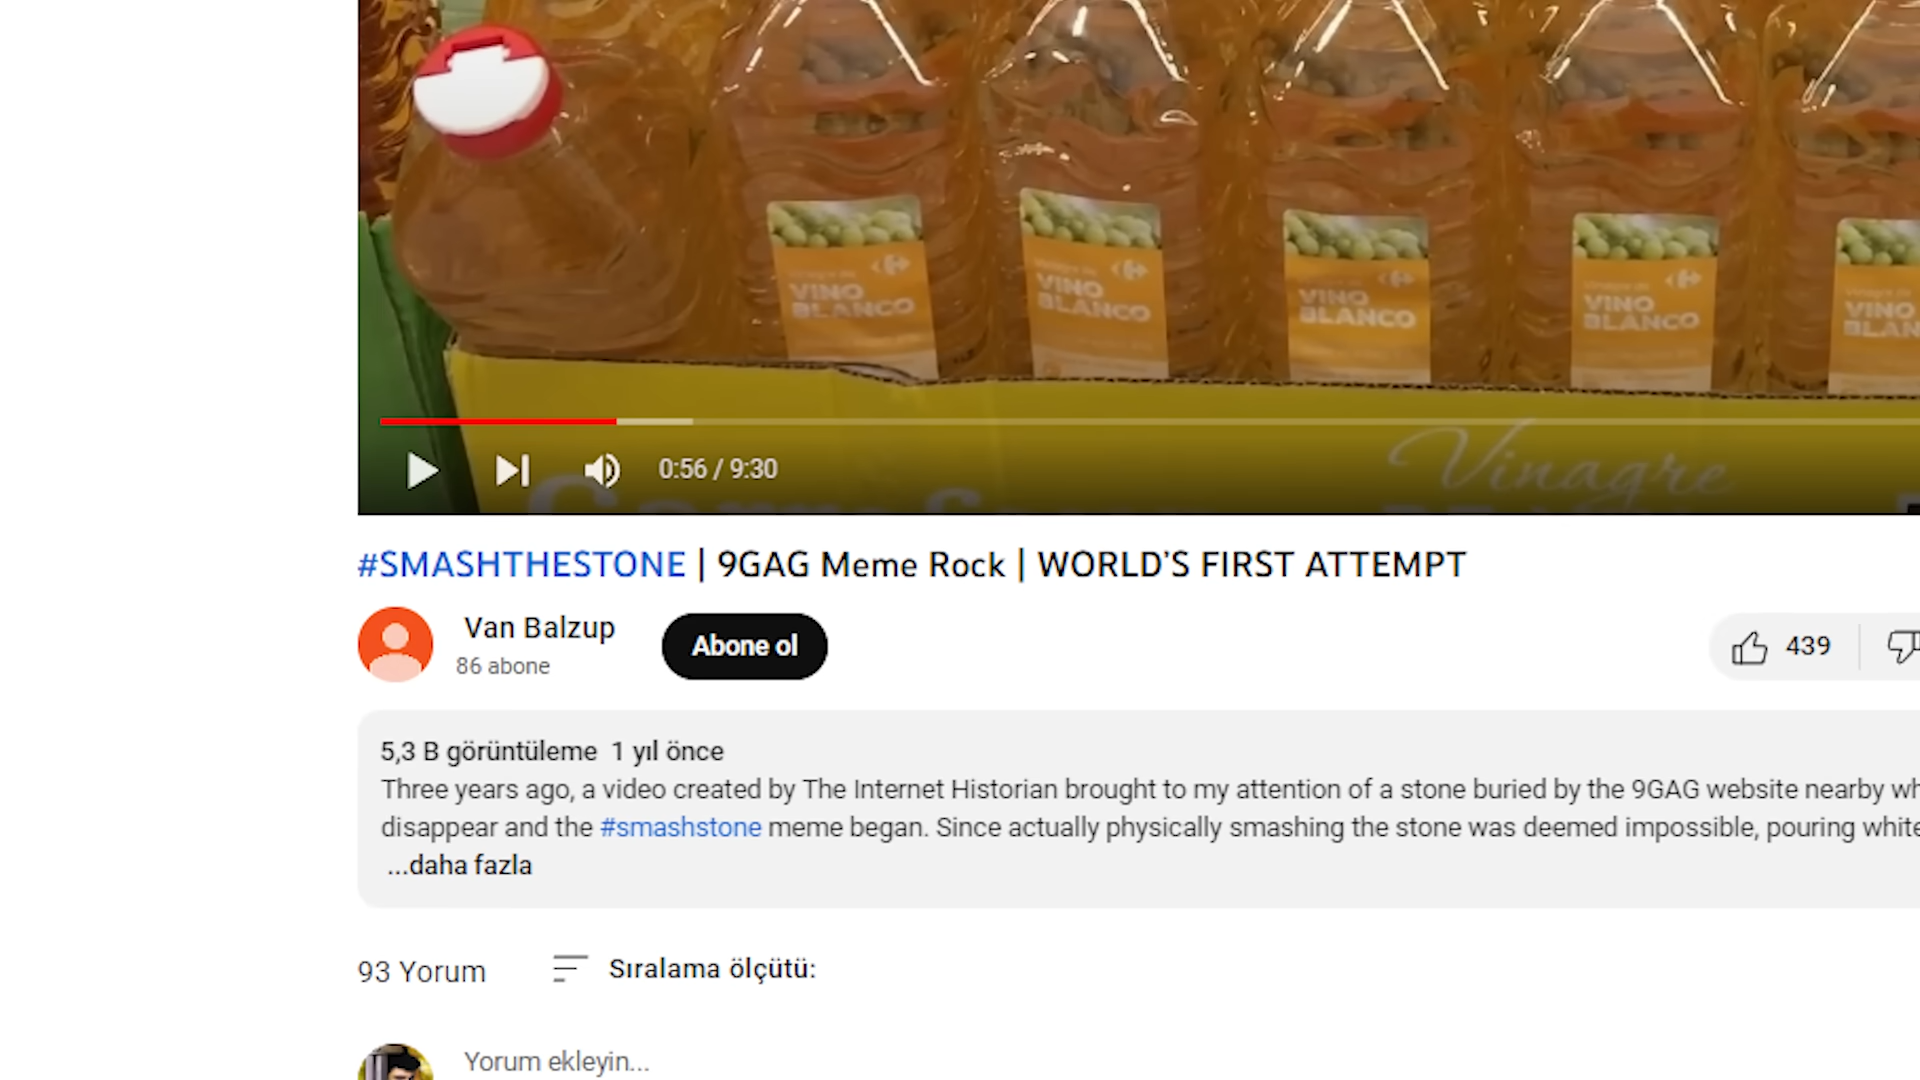 VINO
BLANCO
VINO
BLANCO
VINO
BLANCO
VINO
BLANCO
VINO
Vinagre
0:56 / 9:30
#SMASHTHESTONE | 9GAG Meme Rock | WORLD'S FIRST ATTEMPT
Van Balzup
86 abone
Abone ol
439
5,3 B görüntüleme 1 yıl önce
Three years ago, a video created by The Internet Historian brought to my attention of a stone buried by the 9GAG website nearby
disappear and the #smashstone meme began. Since actually physically smashing the stone was deemed impossible, pouring white
...daha fazla
93 Yorum
Sıralama ölçütü:
Yorum ekleyin...